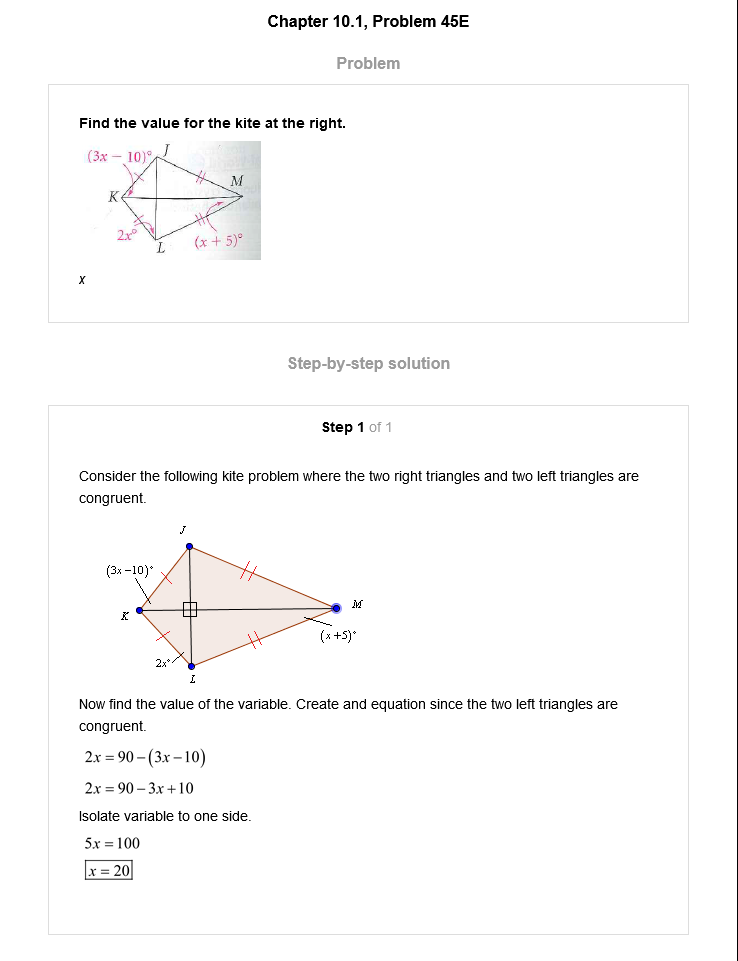 Chapter 10.1, Problem 45E
Problem
Find the value for the kite at the right.
(3x − 10)°
J
M
K
2x°
L
(x + 5)°
x
Step-by-step solution
Step 1 of 1
Consider the following kite problem where the two right triangles and two left triangles are
congruent.
J
(3x −10)°
M
K
(x +5)°
2x°
L
Now find the value of the variable. Create and equation since the two left triangles are
congruent.
2x = 90 − (3x − 10)
2x = 90 − 3x + 10
Isolate variable to one side.
5x = 100
x = 20